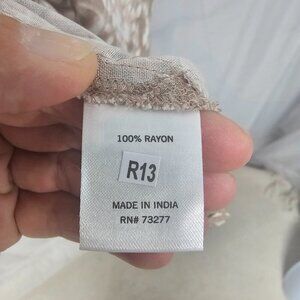 100% RAYON
R13
MADE IN INDIA
RN# 73277